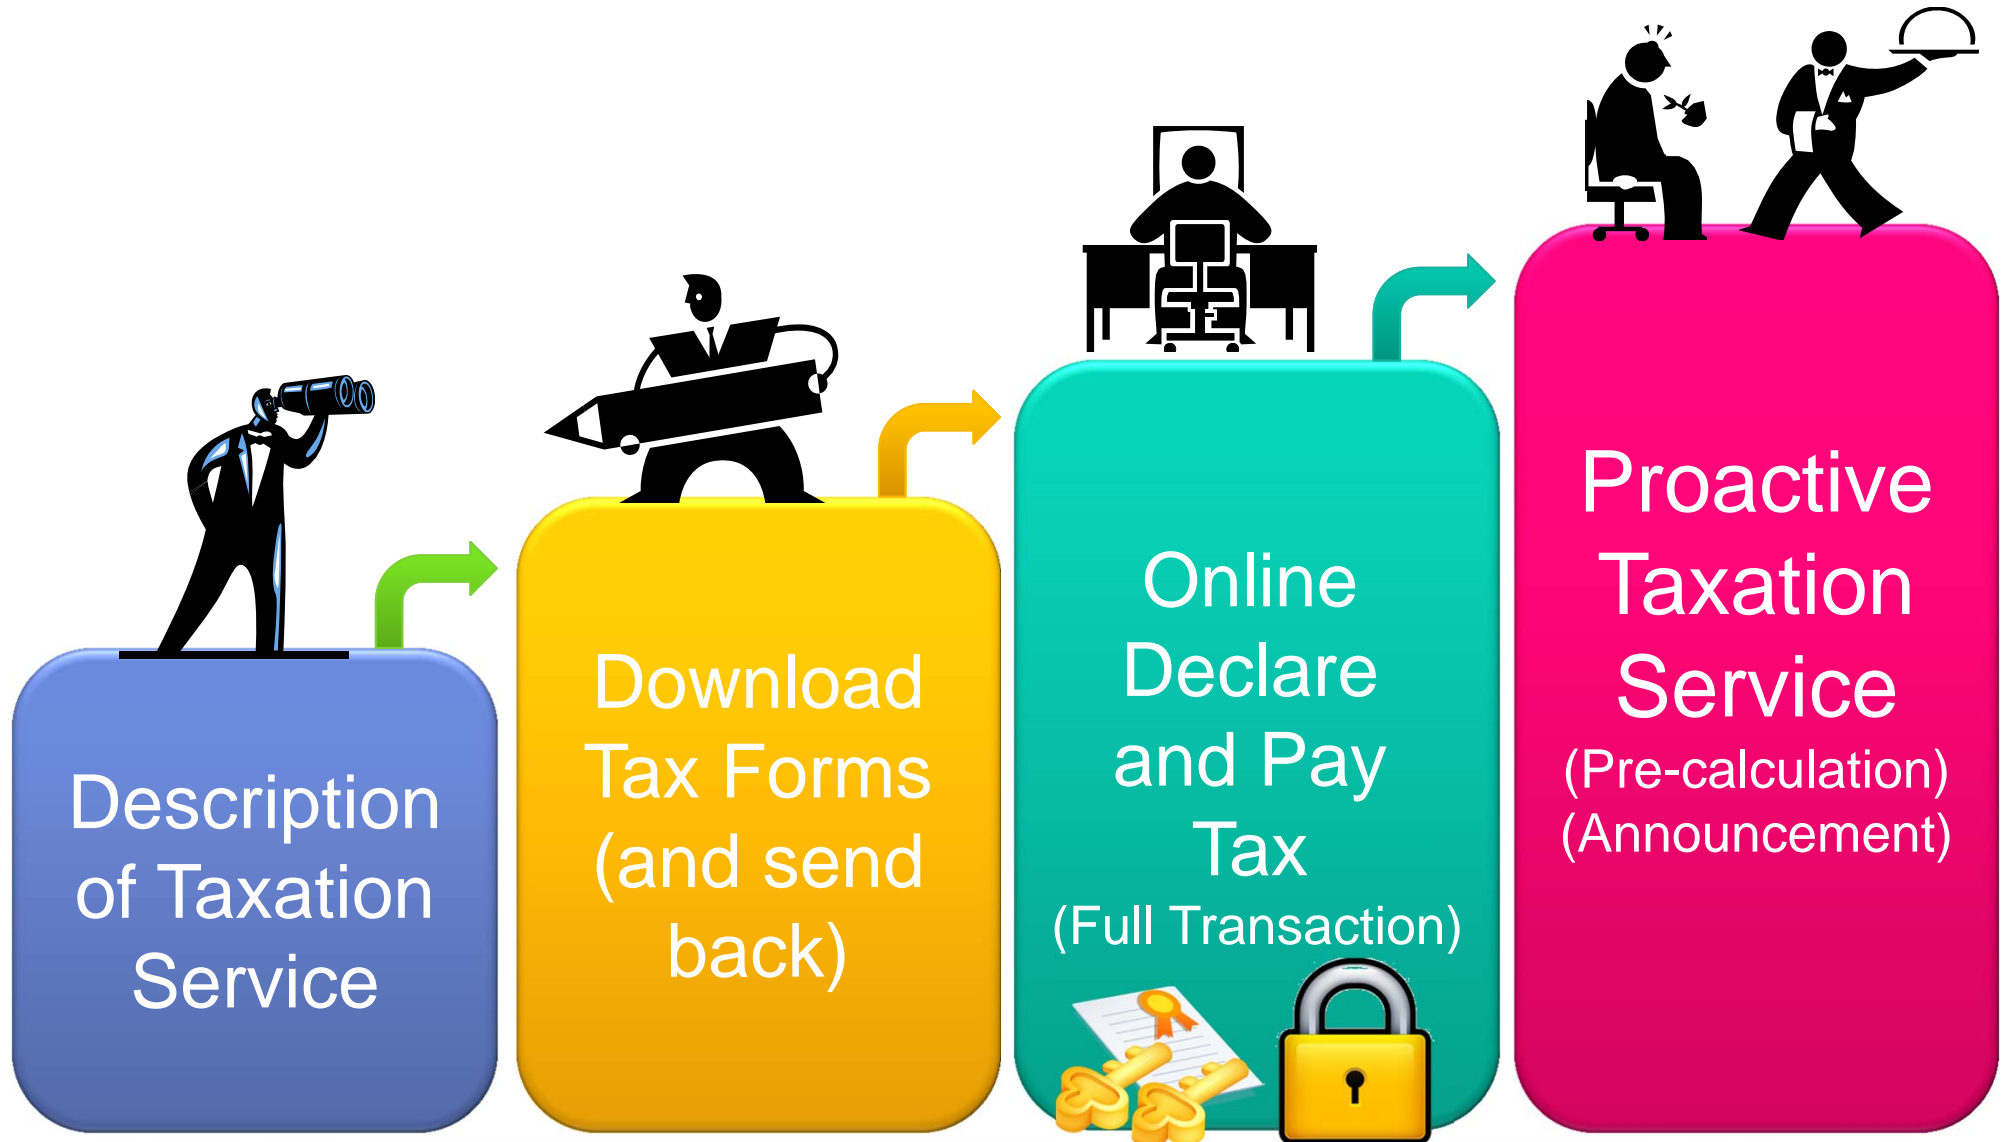 Description
of Taxation
Service
Download
Tax Forms
(and send
back)
Online
Declare
and Pay
Tax
(Full Transaction)
Proactive
Taxation
Service
(Pre-calculation)
(Announcement)